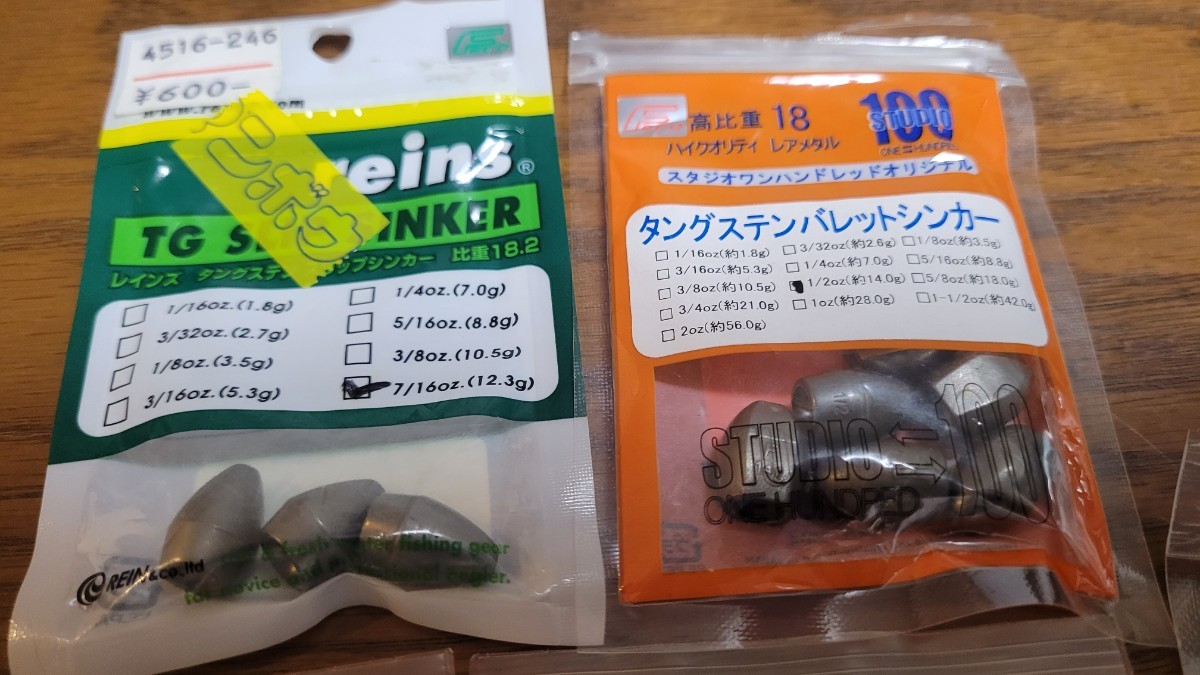 4516-246
¥600-
reins®
TG SL INKER
レインズ タングステン ップシンカー 比重18.2
1/16oz.(1.8g)
3/32oz.(2.7g)
1/8oz.(3.5g)
3/16oz.(5.3g)
1/4oz.(7.0g)
5/16oz.(8.8g)
3/8oz.(10.5g)
7/16oz.(12.3g)
REIN&co.,ltd
fishing gear
for novice and
高比重 18
ハイクオリティ レアメタル
100
STUDIO
ONE HUNDRED
スタジオワンハンドレッドオリジナル
タングステンバレットシンカー
1/16oz(約1.8g) 3/32oz(約2.6g) 1/8oz(約3.5g)
3/16oz(約5.3g) 1/4oz(約7.0g) 5/16oz(約8.8g)
3/8oz(約10.5g) 1/2oz(約14.0g) 5/8oz(約18.0g)
3/4oz(約21.0g) 1oz(約28.0g) 1-1/2oz(約42.0g)
2oz(約56.0g)
1/2
STUDIO 100
ONE HUNDRED